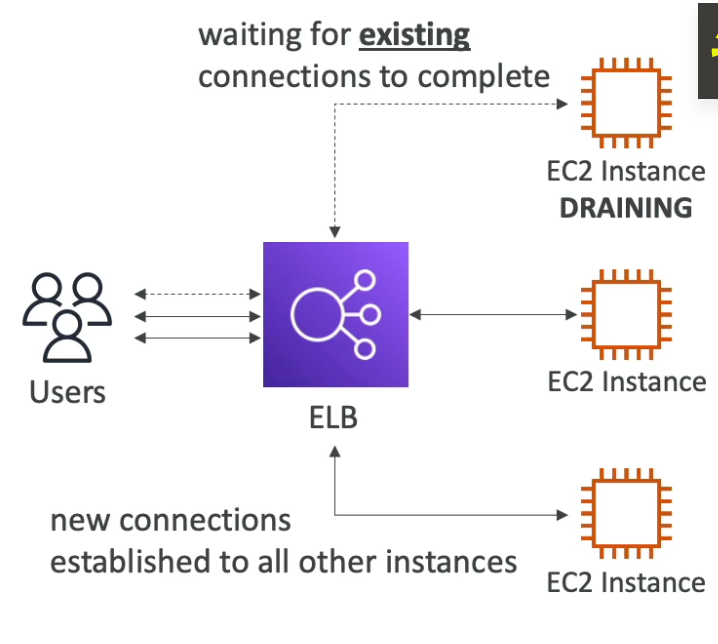 waiting for existing
connections to complete
EC2 Instance
DRAINING
Users
ELB
EC2 Instance
new connections
established to all other instances
EC2 Instance